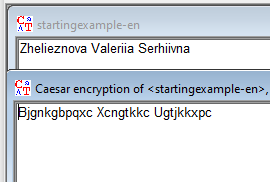 startingexample-en
Zhelieznova Valeriia Serhiivna
Caesar encryption of <startingexample-en>,
Bjgnkgbpqxc Xcngtkkc Ugtjkkxpc